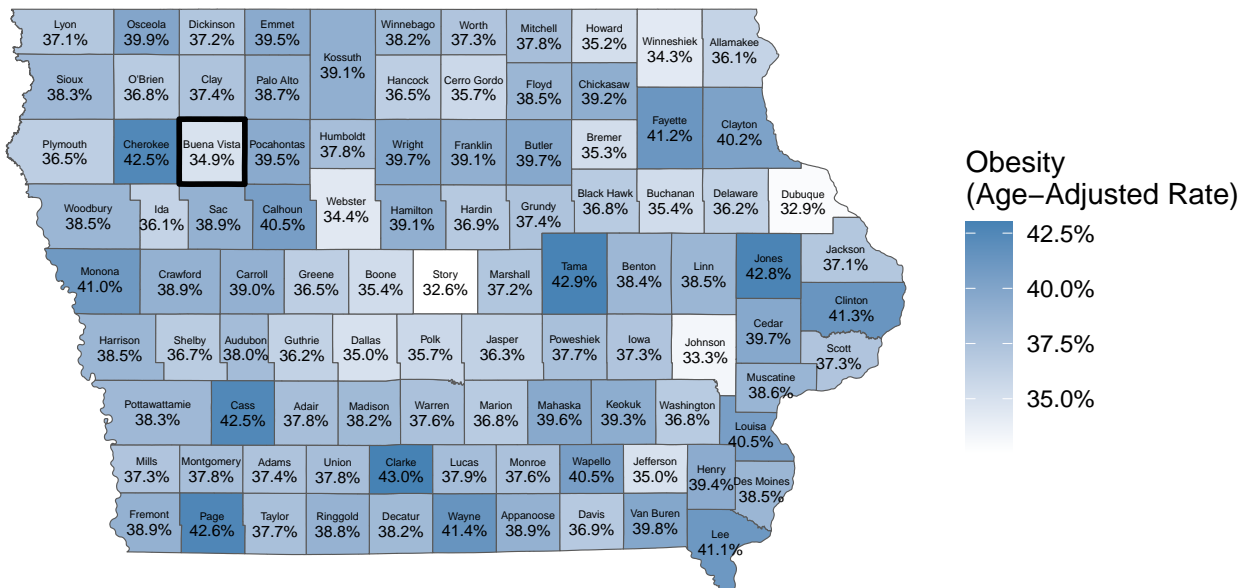 Lyon
37.1%
Osceola
39.9%
Dickinson
37.2%
Emmet
39.5%
Kossuth
39.1%
Winnebago
38.2%
Worth
37.3%
Mitchell
37.8%
Howard
35.2%
Winneshiek
34.3%
Allamakee
36.1%
Sioux
38.3%
O'Brien
36.8%
Clay
37.4%
Palo Alto
38.7%
Hancock
36.5%
Cerro Gordo
35.7%
Floyd
38.5%
Chickasaw
39.2%
Fayette
41.2%
Clayton
40.2%
Plymouth
36.5%
Cherokee
42.5%
Buena Vista
34.9%
Pocahontas
39.5%
Humboldt
37.8%
Wright
39.7%
Franklin
39.1%
Butler
39.7%
Bremer
35.3%
Woodbury
38.5%
Ida
36.1%
Sac
38.9%
Calhoun
40.5%
Webster
34.4%
Hamilton
39.1%
Hardin
36.9%
Grundy
37.4%
Black Hawk
36.8%
Buchanan
35.4%
Delaware
36.2%
Dubuque
32.9%
Monona
41.0%
Crawford
38.9%
Carroll
39.0%
Greene
36.5%
Boone
35.4%
Story
32.6%
Marshall
37.2%
Tama
42.9%
Benton
38.4%
Linn
38.5%
Jones
42.8%
Jackson
37.1%
Clinton
41.3%
Harrison
38.5%
Shelby
36.7%
Audubon
38.0%
Guthrie
36.2%
Dallas
35.0%
Polk
35.7%
Jasper
36.3%
Poweshiek
37.7%
Iowa
37.3%
Johnson
33.3%
Cedar
39.7%
Scott
37.3%
Muscatine
38.6%
Pottawattamie
38.3%
Cass
42.5%
Adair
37.8%
Madison
38.2%
Warren
37.6%
Marion
36.8%
Mahaska
39.6%
Keokuk
39.3%
Washington
36.8%
Louisa
40.5%
Mills
37.3%
Montgomery
37.8%
Adams
37.4%
Union
37.8%
Clarke
43.0%
Lucas
37.9%
Monroe
37.6%
Wapello
40.5%
Jefferson
35.0%
Henry
39.4%
Des Moines
38.5%
Fremont
38.9%
Page
42.6%
Taylor
37.7%
Ringgold
38.8%
Decatur
38.2%
Wayne
41.4%
Appanoose
38.9%
Davis
36.9%
Van Buren
39.8%
Lee
41.1%
Obesity
(Age−Adjusted Rate)
42.5%
40.0%
37.5%
35.0%